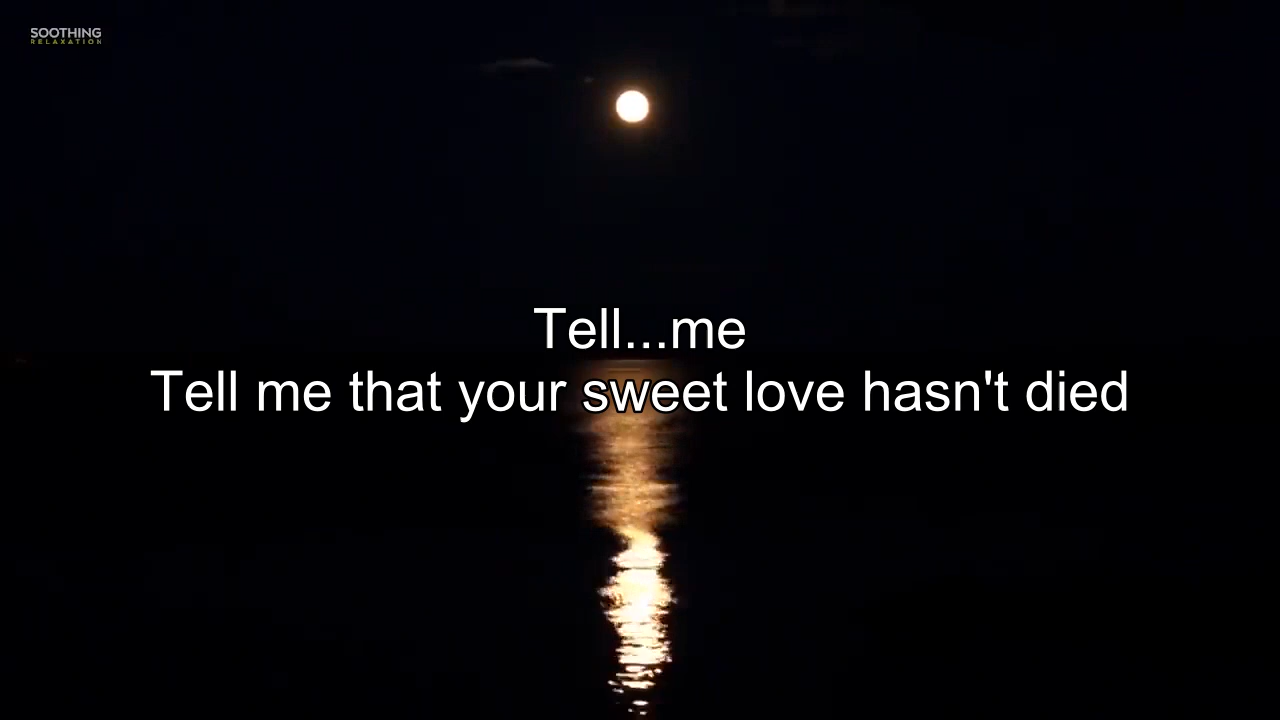 SOOTHING
RELAXATION
Tell...me
Tell me that your sweet love hasn't died